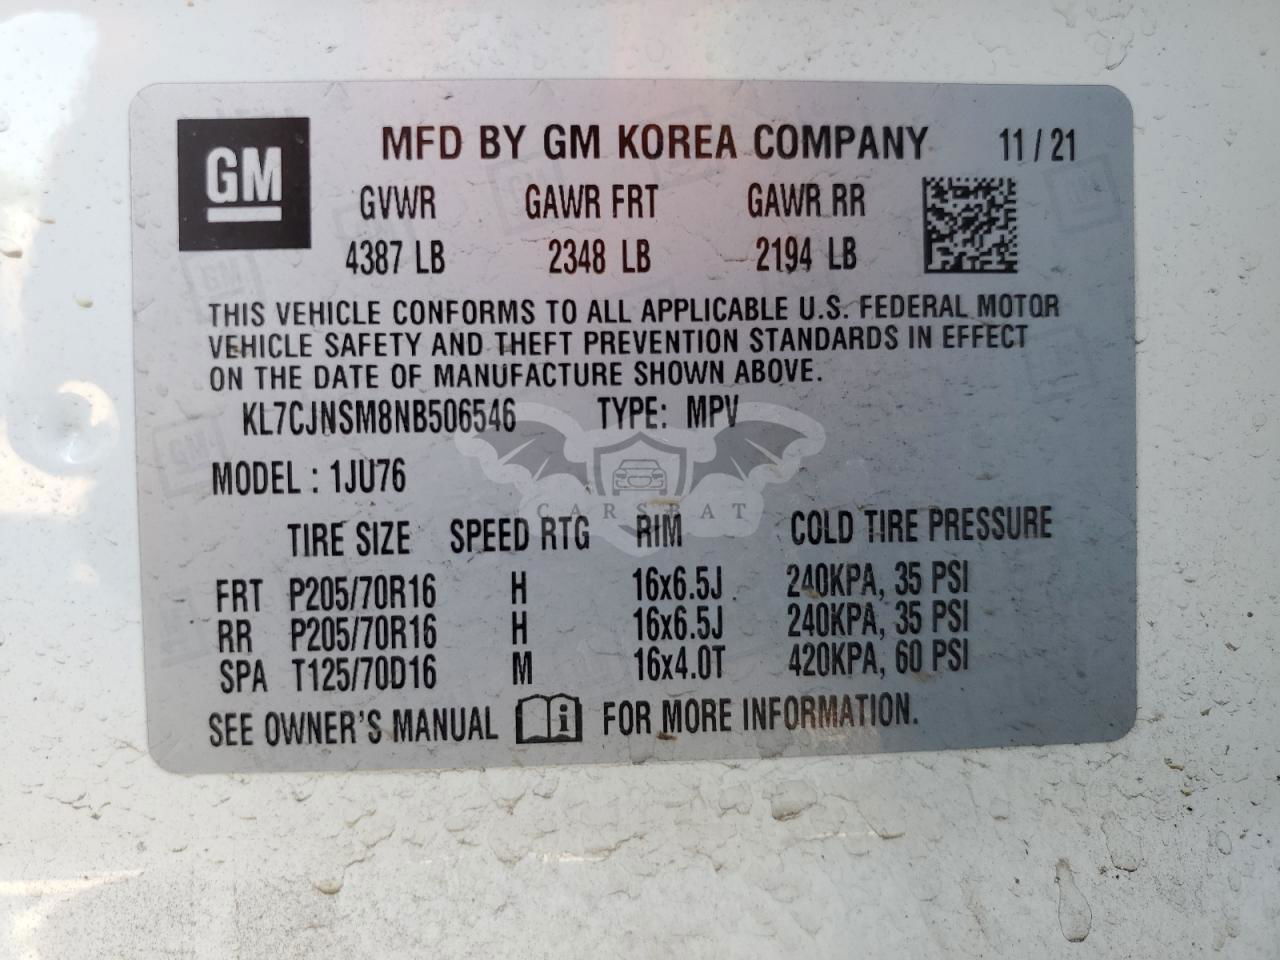 GM
MFD BY GM KOREA COMPANY 11/21
GVWR GAWR FRT GAWR RR
4387 LB 2348 LB 2194 LB
THIS VEHICLE CONFORMS TO ALL APPLICABLE U.S. FEDERAL MOTOR
VEHICLE SAFETY AND THEFT PREVENTION STANDARDS IN EFFECT
ON THE DATE OF MANUFACTURE SHOWN ABOVE.
KL7CJNSM8NB506546 TYPE: MPV
MODEL : 1JU76
CARSBAT
TIRE SIZE SPEED RTG RIM COLD TIRE PRESSURE
FRT P205/70R16 H 16x6.5J 240KPA, 35 PSI
RR P205/70R16 H 16x6.5J 240KPA, 35 PSI
SPA T125/70D16 M 16x4.0T 420KPA, 60 PSI
SEE OWNER'S MANUAL i FOR MORE INFORMATION.